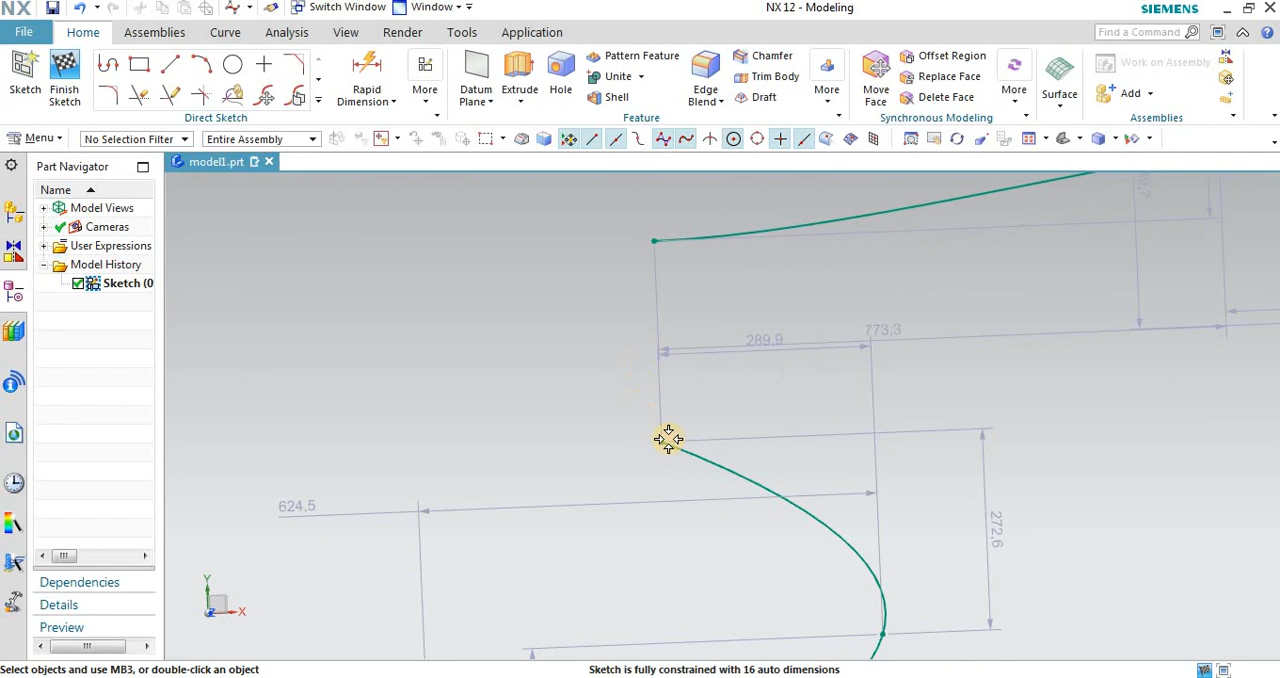 NX
Switch Window
Window
NX 12 - Modeling
SIEMENS
File
Home
Assemblies
Curve
Analysis
View
Render
Tools
Application
Find a Command
Sketch
Finish
Sketch
Rapid
Dimension
More
Direct Sketch
Datum
Plane
Extrude
Hole
Pattern Feature
Unite
Shell
Edge
Blend
Chamfer
Trim Body
Draft
More
Feature
Move
Face
Offset Region
Replace Face
Delete Face
More
Synchronous Modeling
Surface
Work on Assembly
Add
Assemblies
Menu
No Selection Filter
Entire Assembly
Part Navigator
model1.prt
Name
Model Views
Cameras
User Expressions
Model History
Sketch (0
Dependencies
Details
Preview
289,9
773,3
624,5
272,6
Y
X
Select objects and use MB3, or double-click an object
Sketch is fully constrained with 16 auto dimensions